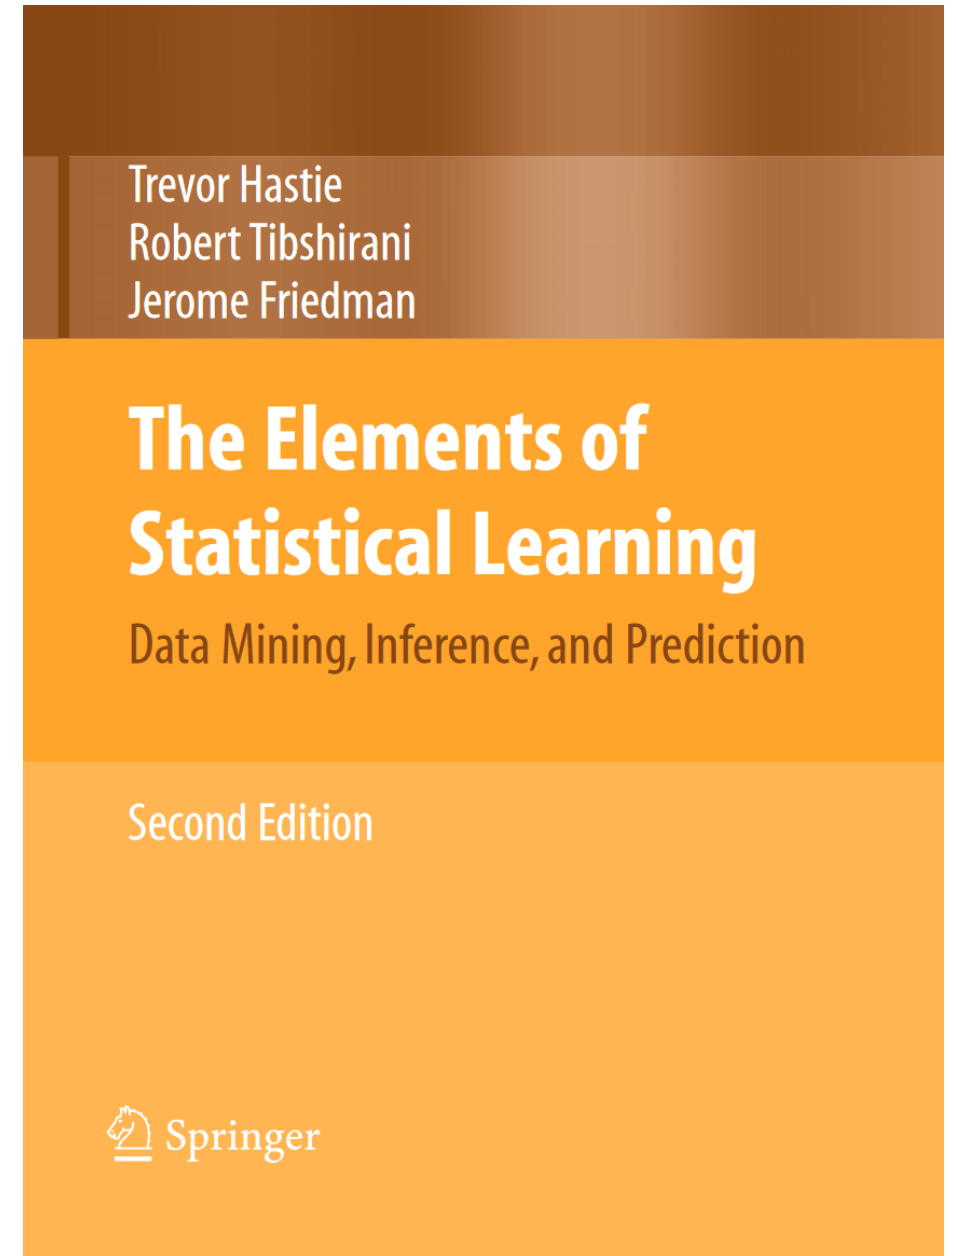 Trevor Hastie
Robert Tibshirani
Jerome Friedman
The Elements of
Statistical Learning
Data Mining, Inference, and Prediction
Second Edition
Springer